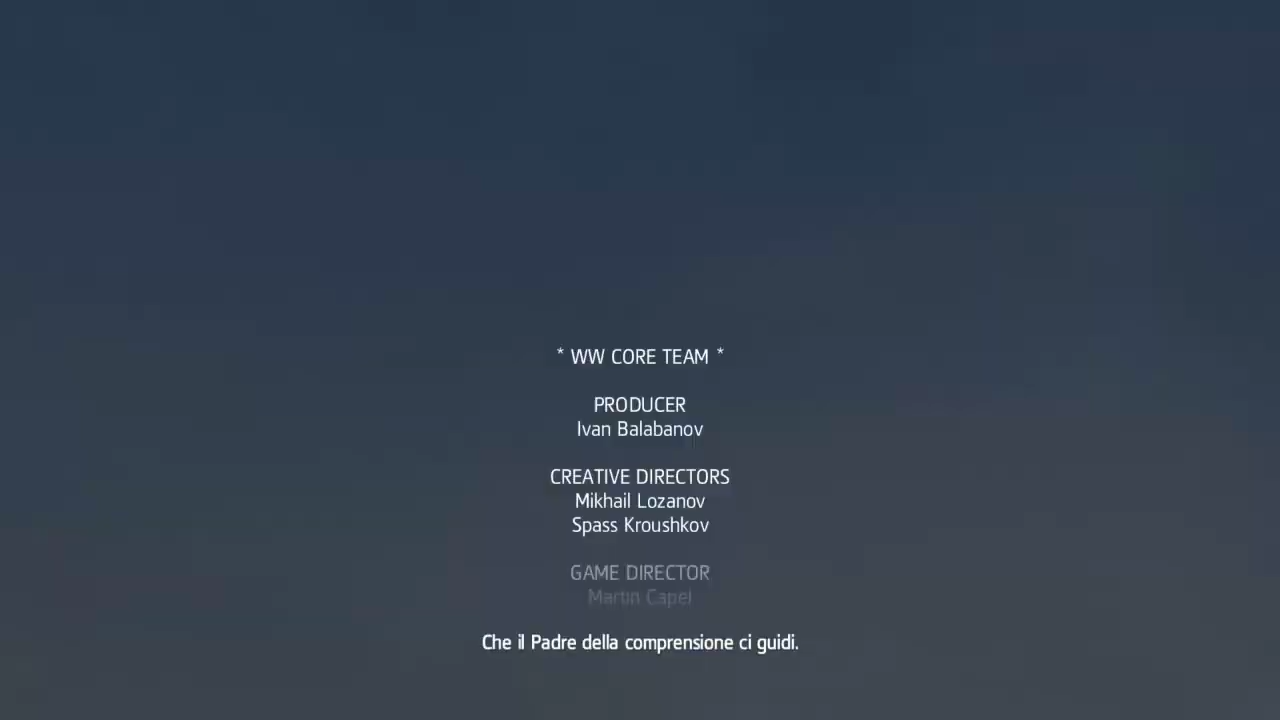 * WW CORE TEAM *
PRODUCER
Ivan Balabanov
CREATIVE DIRECTORS
Mikhail Lozanov
Spass Kroushkov
GAME DIRECTOR
Martin Capel
Che il Padre della comprensione ci guidi.